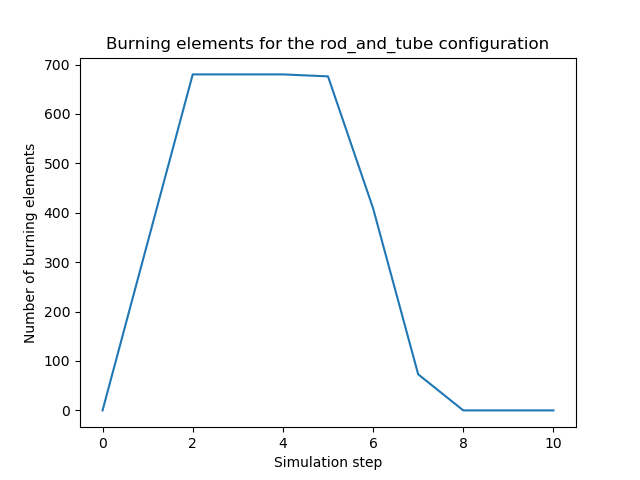 Burning elements for the rod_and_tube configuration
Number of burning elements
700
600
500
400
300
200
100
0
0 2 4 6 8 10
Simulation step